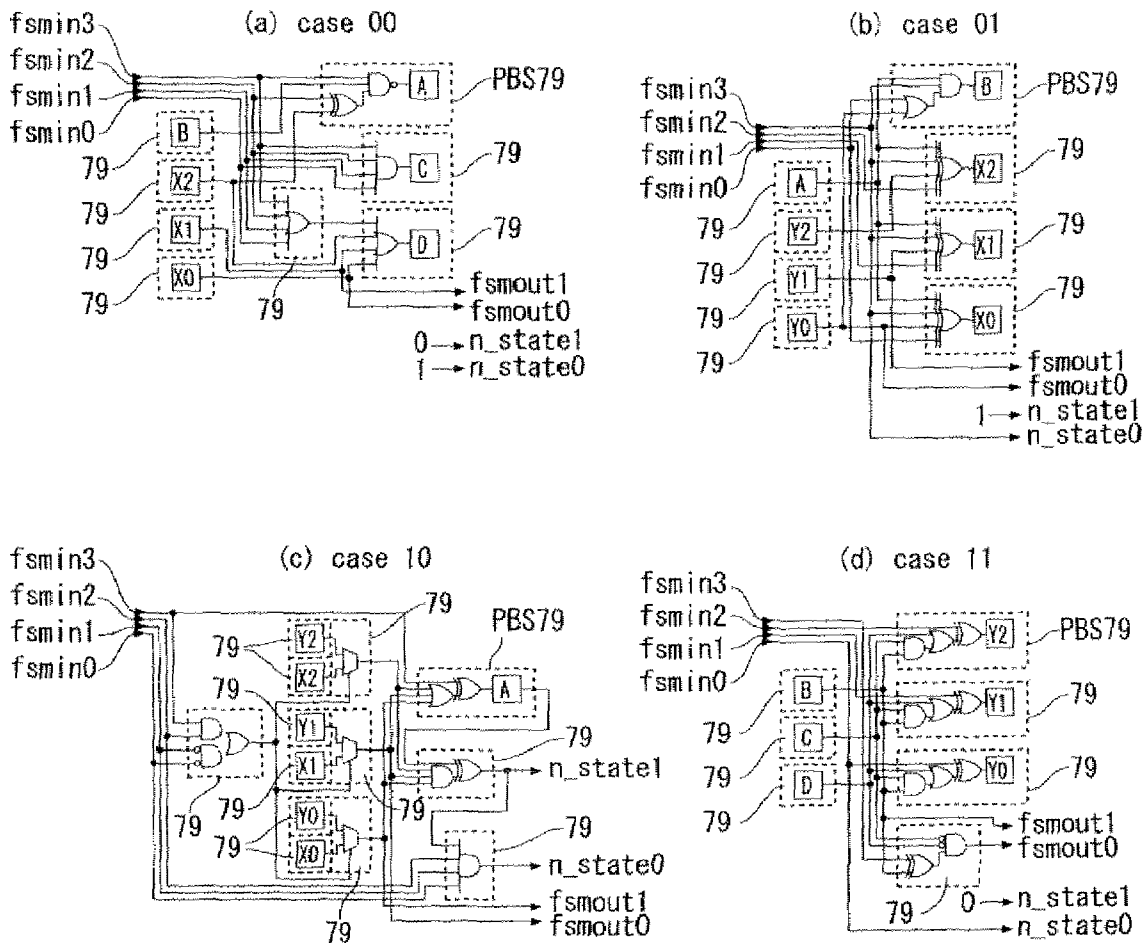 (a) case 00
fsmin3
fsmin2
fsmin1
fsmin0
PBS79
A
B
79
C
79
X2
79
X1
79
D
79
X0
79
79
fsmout1
fsmout0
0 n_state1
1 n_state0
(b) case 01
PBS79
B
fsmin3
fsmin2
fsmin1
fsmin0
79
X2
A
79
79
Y2
X1
79
79
Y1
79
X0
Y0
79
fsmout1
fsmout0
1 n_state1
n_state0
(c) case 10
fsmin3
fsmin2
fsmin1
fsmin0
79
PBS79
Y2
79
X2
A
79
Y1
79
X1
n_state1
79
79
79
Y0
79
X0
79
n_state0
79
fsmout1
fsmout0
(d) case 11
fsmin3
fsmin2
fsmin1
fsmin0
Y2
PBS79
B
79
Y1
79
C
79
Y0
79
D
79
fsmout1
fsmout0
79
0 n_state1
n_state0